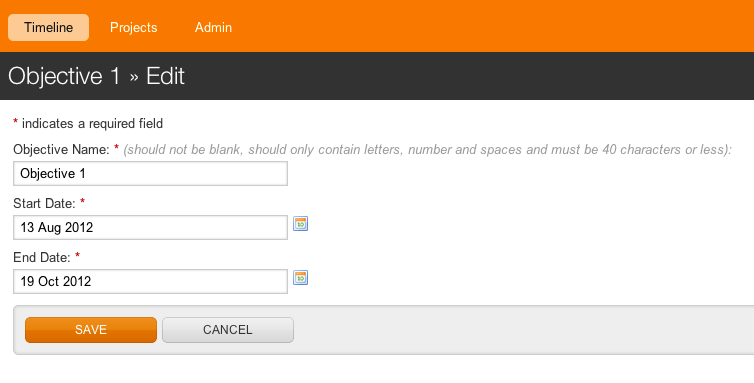 Timeline Projects Admin
Objective 1 » Edit
* indicates a required field
Objective Name: * (should not be blank, should only contain letters, number and spaces and must be 40 characters or less):
Objective 1
Start Date: *
13 Aug 2012
End Date: *
19 Oct 2012
SAVE CANCEL